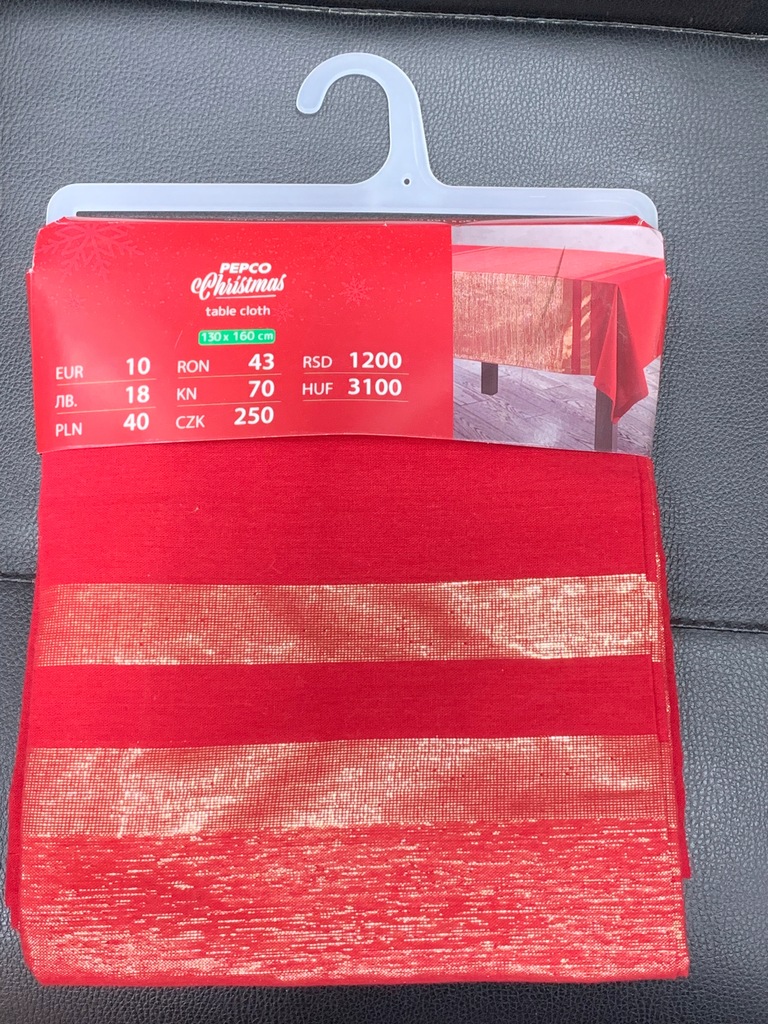 PEPCO
Christmas
table cloth
130 x 160 cm
EUR 10
ЛВ. 18
PLN 40
RON 43
KN 70
CZK 250
RSD 1200
HUF 3100